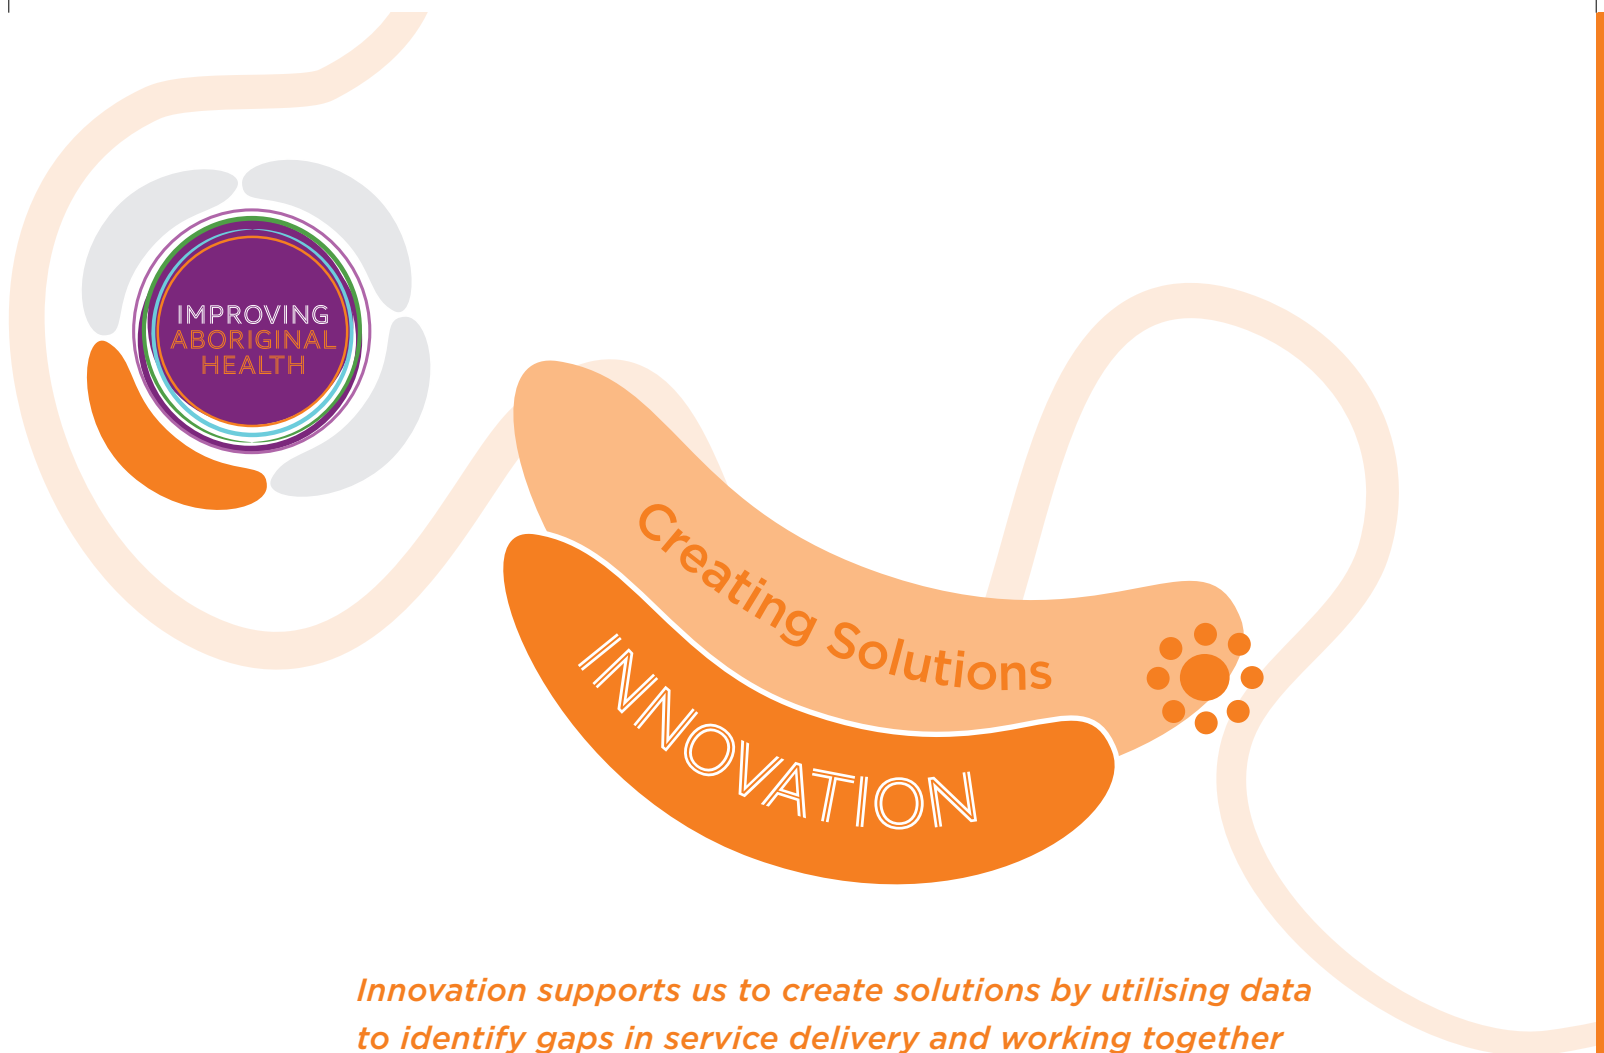 IMPROVING
ABORIGINAL
HEALTH
Creating Solutions
INNOVATION
Innovation supports us to create solutions by utilising data
to identify gaps in service delivery and working together